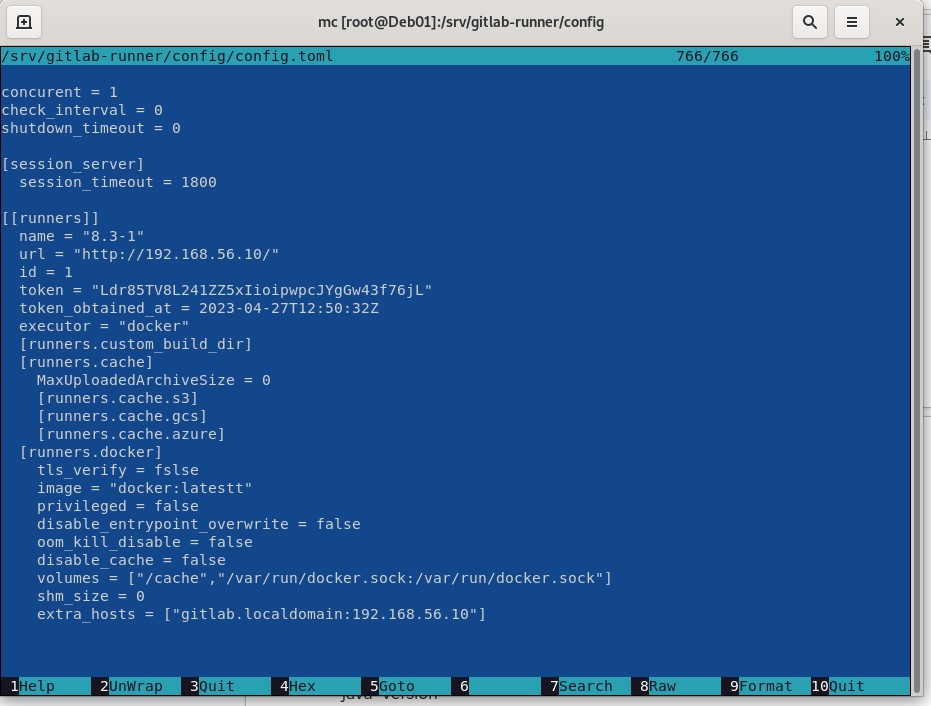 mc [root@Deb01]:/srv/gitlab-runner/config
/srv/gitlab-runner/config/config.toml 766/766 100%
concurent = 1
check_interval = 0
shutdown_timeout = 0
[session_server]
session_timeout = 1800
[[runners]]
name = "8.3-1"
url = "http://192.168.56.10/"
id = 1
token = "Ldr85TV8L241ZZ5xIioipwpcJYgGw43f76jL"
token_obtained_at = 2023-04-27T12:50:32Z
executor = "docker"
[runners.custom_build_dir]
[runners.cache]
MaxUploadedArchiveSize = 0
[runners.cache.s3]
[runners.cache.gcs]
[runners.cache.azure]
[runners.docker]
tls_verify = fslse
image = "docker:latestt"
privileged = false
disable_entrypoint_overwrite = false
oom_kill_disable = false
disable_cache = false
volumes = ["/cache","/var/run/docker.sock:/var/run/docker.sock"]
shm_size = 0
extra_hosts = ["gitlab.localdomain:192.168.56.10"]
1Help 2UnWrap 3Quit 4Hex 5Goto 6 7Search 8Raw 9Format 10Quit